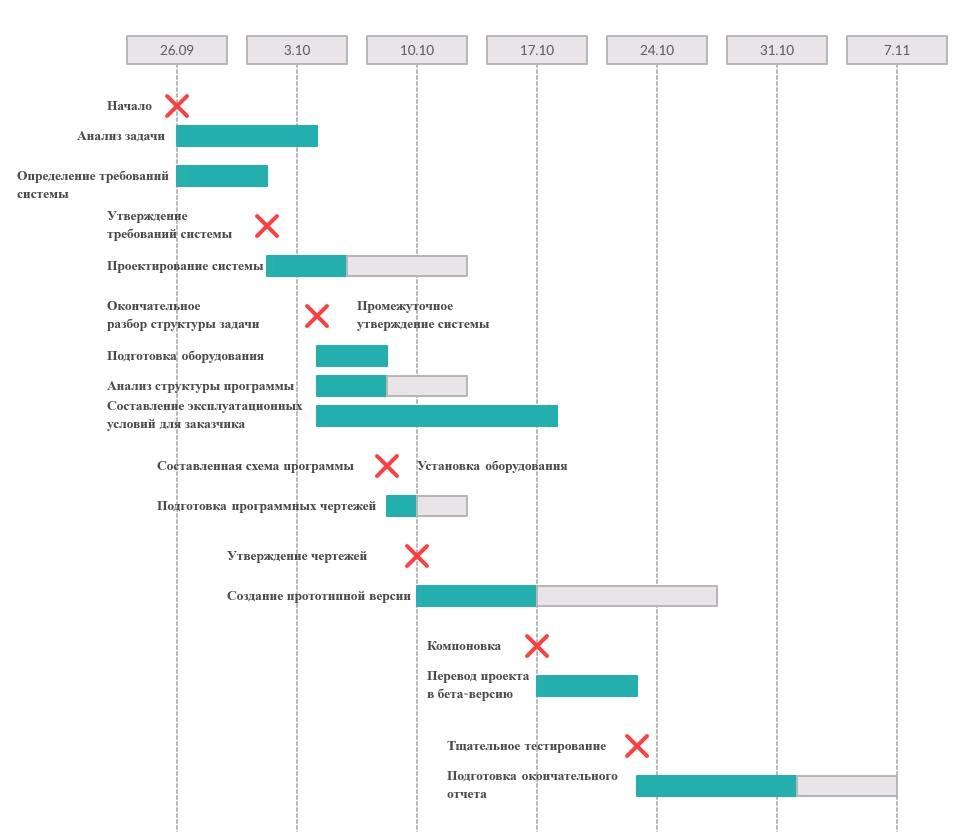 26.09 3.10 10.10 17.10 24.10 31.10 7.11
Начало
Анализ задачи
Определение требований
системы
Утверждение
требований системы
Проектирование системы
Окончательное
разбор структуры задачи
Промежуточное
утверждение системы
Подготовка оборудования
Анализ структуры программы
Составление эксплуатационных
условий для заказчика
Составленная схема программы
Установка оборудования
Подготовка программных чертежей
Утверждение чертежей
Создание прототипной версии
Компоновка
Перевод проекта
в бета-версию
Тщательное тестирование
Подготовка окончательного
отчета